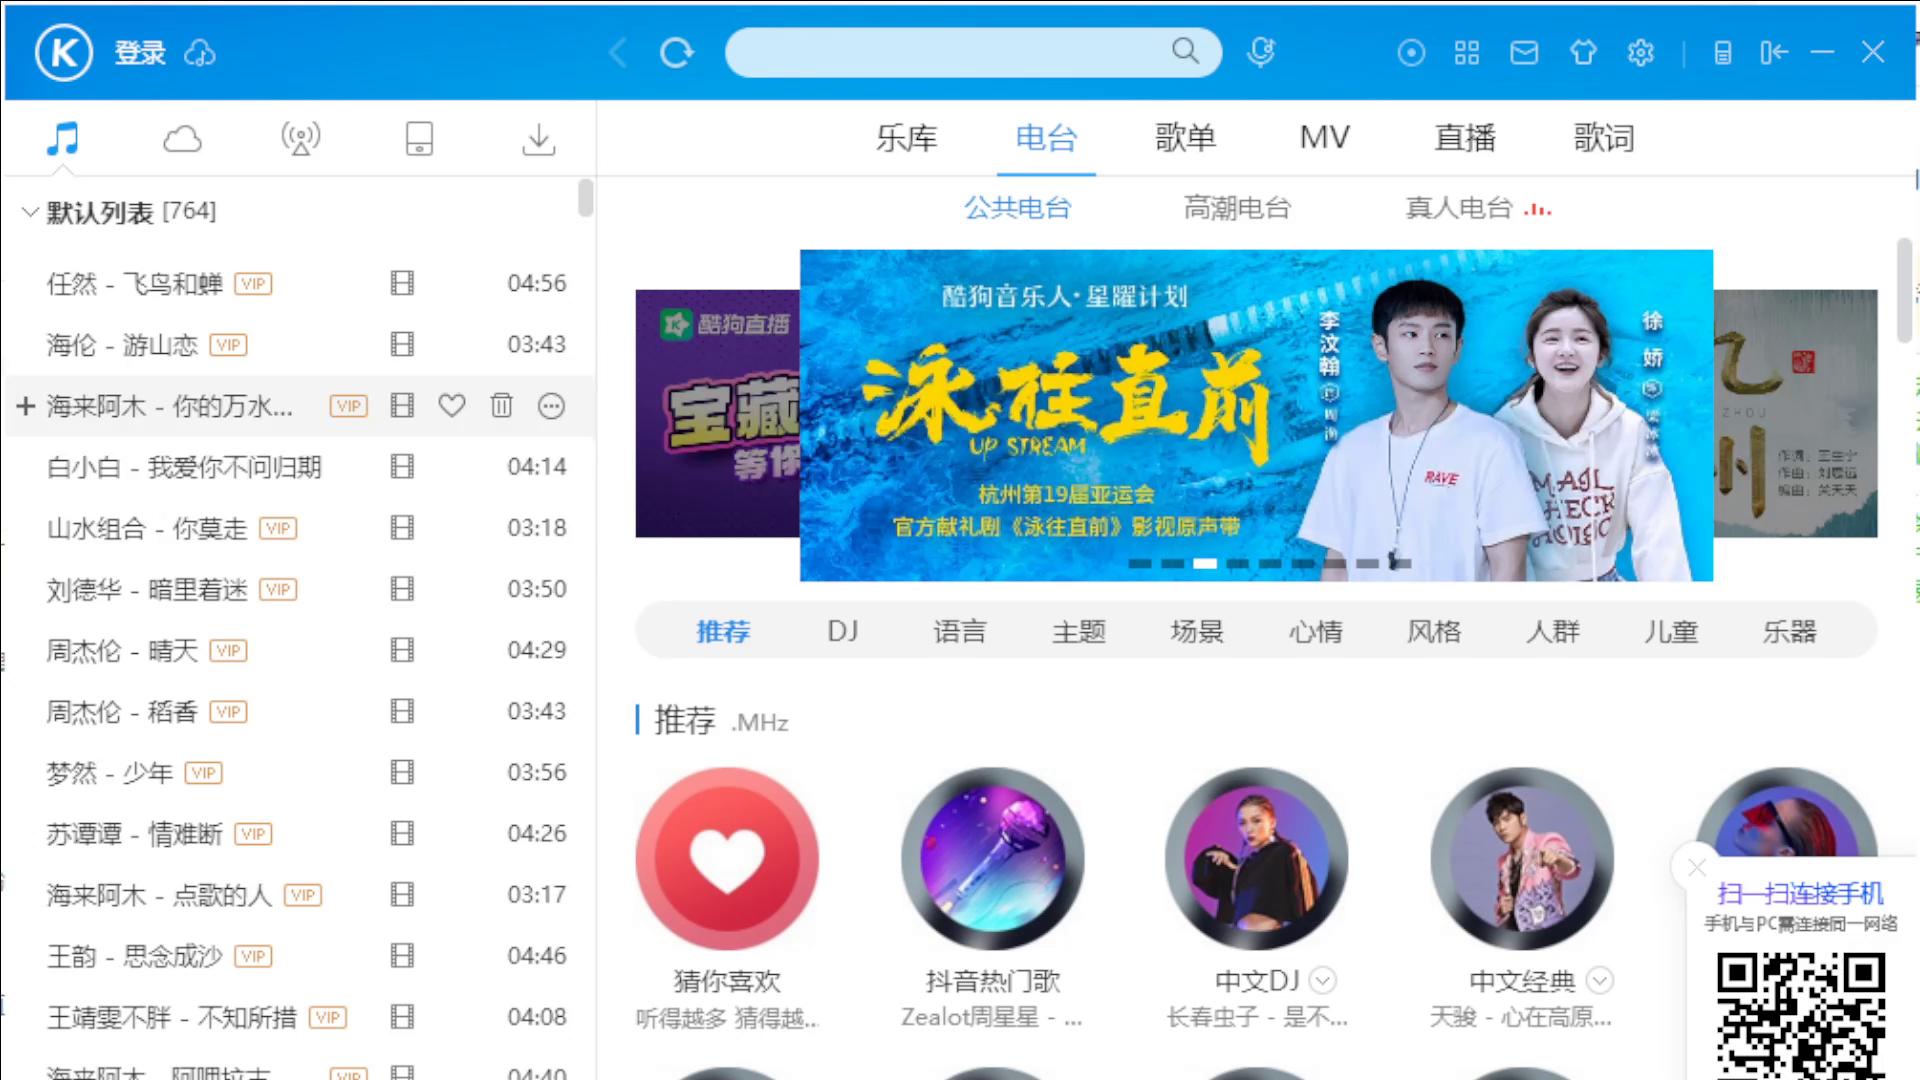 K 登录
乐库 电台 歌单 MV 直播 歌词
公共电台 高潮电台 真人电台
默认列表 [764]
任然 - 飞鸟和蝉 VIP 04:56
海伦 - 游山恋 VIP 03:43
海来阿木 - 你的万水... VIP
白小白 - 我爱你不问归期 04:14
山水组合 - 你莫走 VIP 03:18
刘德华 - 暗里着迷 VIP 03:50
周杰伦 - 晴天 VIP 04:29
周杰伦 - 稻香 VIP 03:43
梦然 - 少年 VIP 03:56
苏谭谭 - 情难断 VIP 04:26
海来阿木 - 点歌的人 VIP 03:17
王韵 - 思念成沙 VIP 04:46
王靖雯不胖 - 不知所措 VIP 04:08
海来阿木 - 阿呷拉古 VIP 04:40
酷狗直播
宝藏
等你
酷狗音乐人·星耀计划
泳往直前
UP STREAM
杭州第19届亚运会
官方献礼剧《泳往直前》影视原声带
李汶翰
徐娇
RAVE
忆
ZHOU
州
推荐 DJ 语言 主题 场景 心情 风格 人群 儿童 乐器
推荐 .MHz
猜你喜欢
听得越多 猜得越...
抖音热门歌
Zealot周星星 - ...
中文DJ
长春虫子 - 是不...
中文经典
天骏 - 心在高原...
扫一扫连接手机
手机与PC需连接同一网络